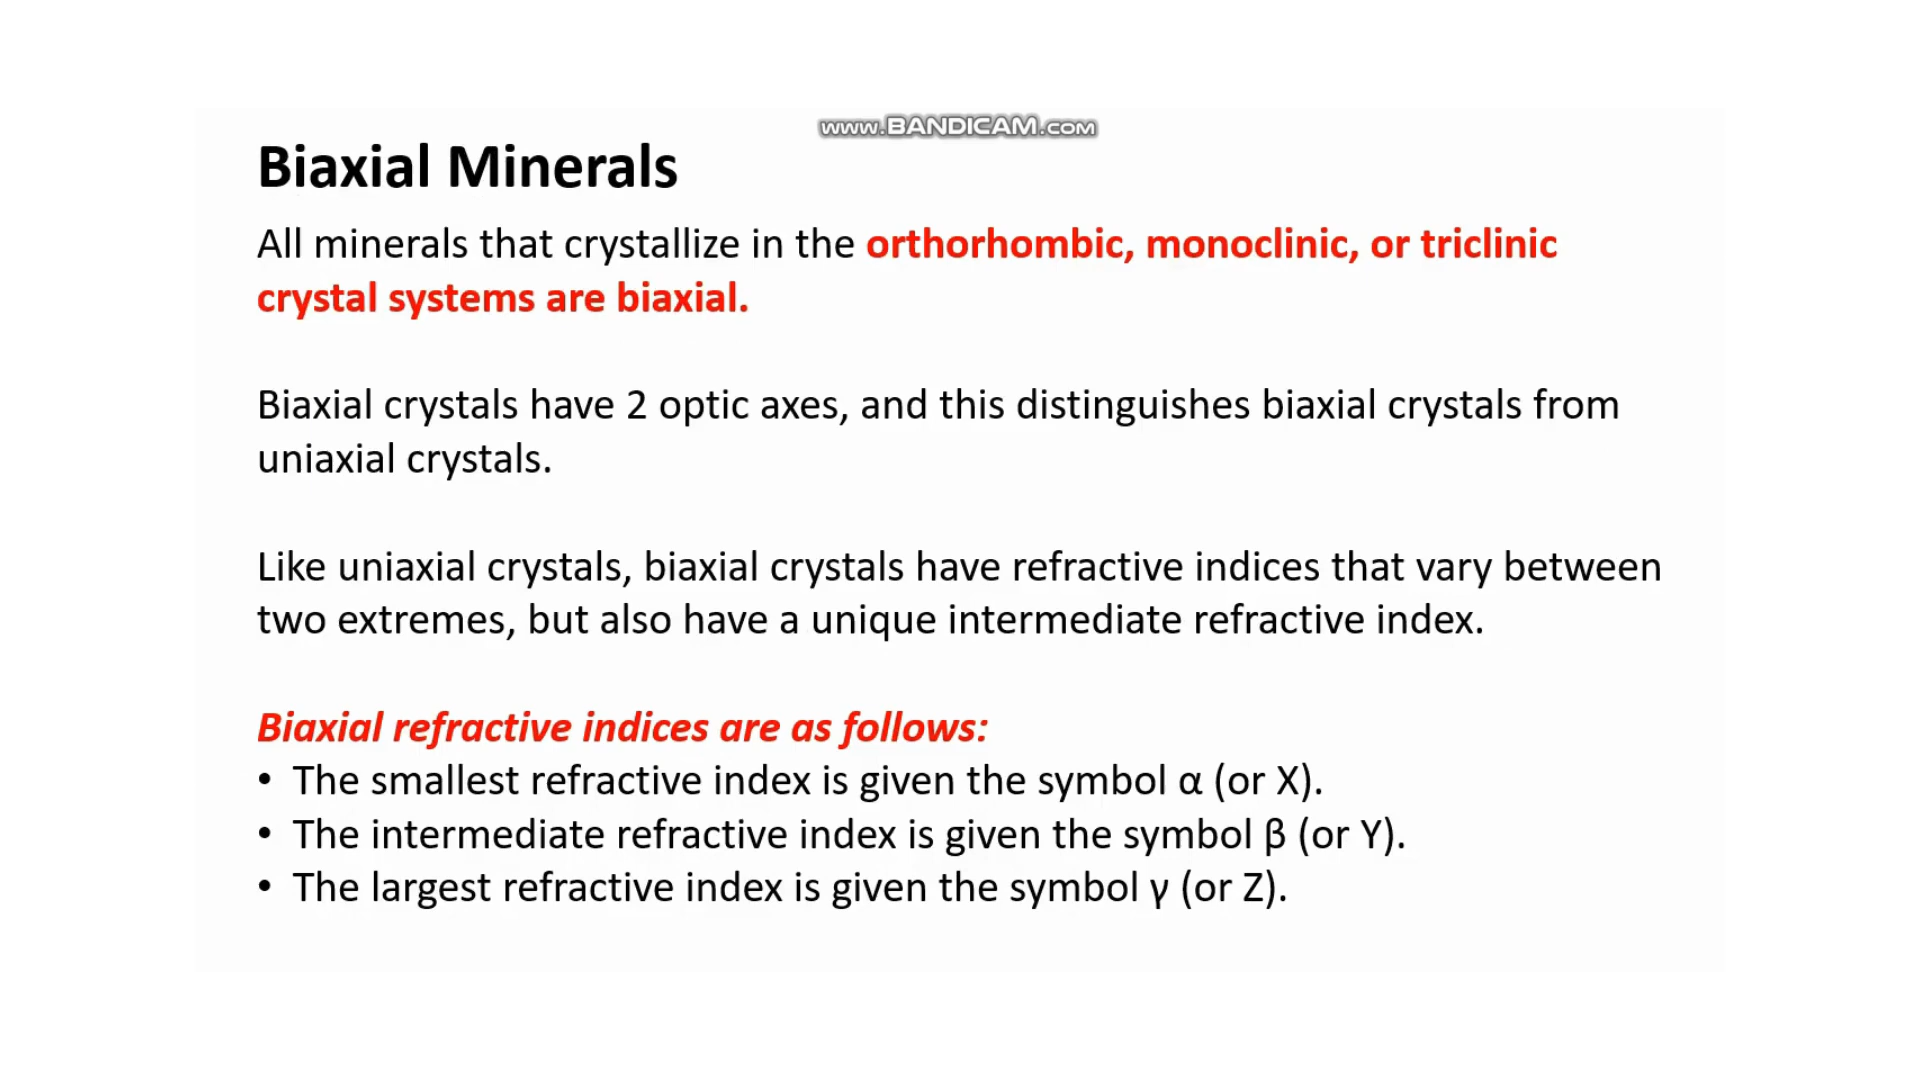 www.BANDICAM.com
Biaxial Minerals
All minerals that crystallize in the orthorhombic, monoclinic, or triclinic
crystal systems are biaxial.
Biaxial crystals have 2 optic axes, and this distinguishes biaxial crystals from
uniaxial crystals.
Like uniaxial crystals, biaxial crystals have refractive indices that vary between
two extremes, but also have a unique intermediate refractive index.
Biaxial refractive indices are as follows:
• The smallest refractive index is given the symbol α (or X).
• The intermediate refractive index is given the symbol β (or Y).
• The largest refractive index is given the symbol γ (or Z).